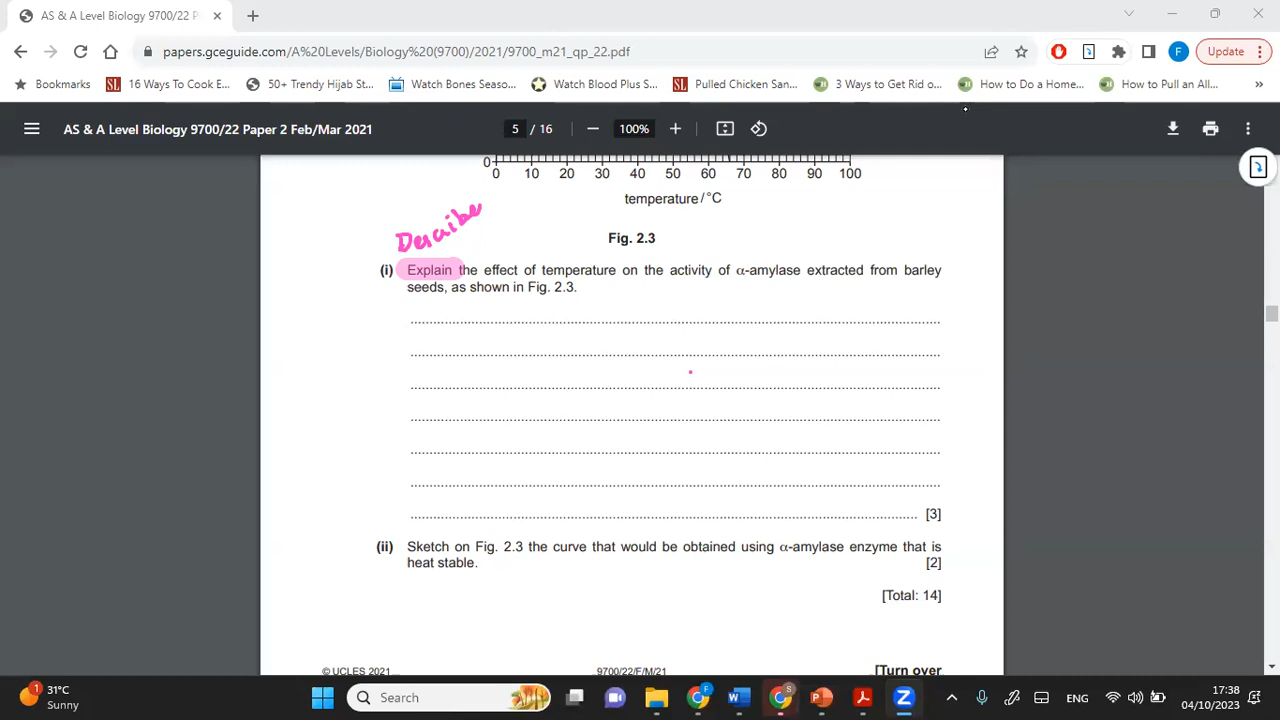 AS & A Level Biology 9700/22 P
papers.gceguide.com/A%20Levels/Biology%20(9700)/2021/9700_m21_qp_22.pdf
F
Update
Bookmarks
SL
16 Ways To Cook E...
50+ Trendy Hijab St...
Watch Bones Seaso...
Watch Blood Plus S...
SL
Pulled Chicken San...
3 Ways to Get Rid o...
How to Do a Home...
How to Pull an All...
»
AS & A Level Biology 9700/22 Paper 2 Feb/Mar 2021
5 / 16
100%
0
0 10 20 30 40 50 60 70 80 90 100
temperature / °C
Describe
Fig. 2.3
(i) Explain the effect of temperature on the activity of α-amylase extracted from barley
seeds, as shown in Fig. 2.3.
[3]
(ii) Sketch on Fig. 2.3 the curve that would be obtained using α-amylase enzyme that is
heat stable. [2]
[Total: 14]
© UCLES 2021 9700/22/F/M/21 [Turn over
1
31°C
Sunny
Search
ENG
17:38
04/10/2023